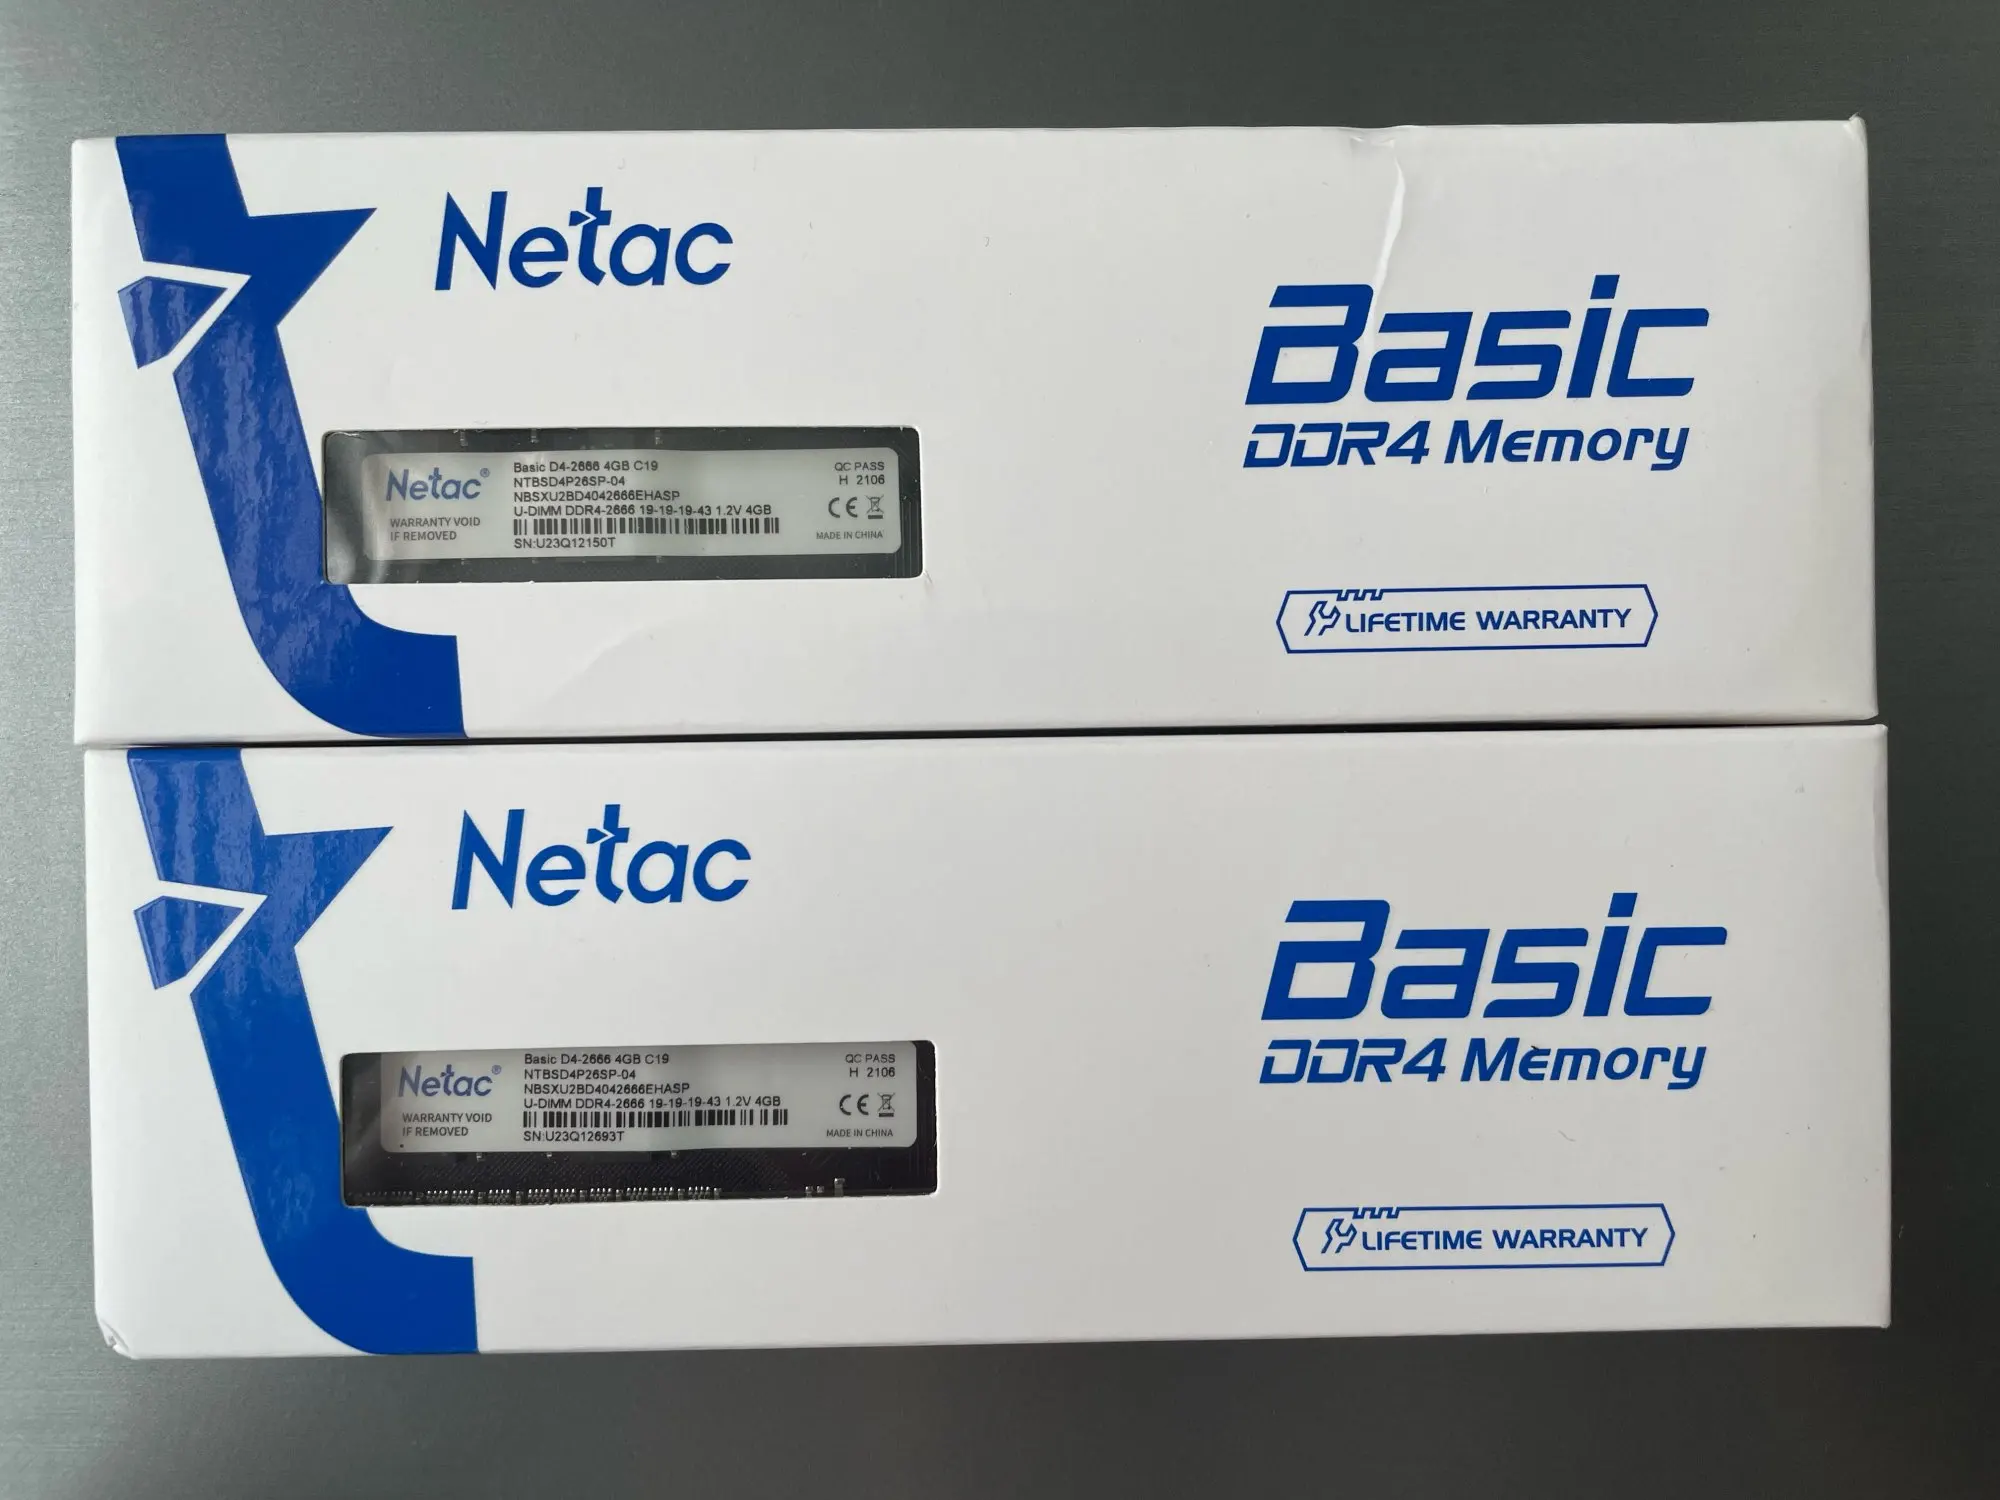 Netac
Basic
DDR4 Memory
Netac®
WARRANTY VOID
IF REMOVED
Basic D4-2666 4GB C19
NTBSD4P26SP-04
NBSXU2BD4042666EHASP
U-DIMM DDR4-2666 19-19-19-43 1.2V 4GB
SN:U23Q12150T
QC PASS
H 2106
CE
MADE IN CHINA
LIFETIME WARRANTY
Netac
Basic
DDR4 Memory
Netac®
WARRANTY VOID
IF REMOVED
Basic D4-2666 4GB C19
NTBSD4P26SP-04
NBSXU2BD4042666EHASP
U-DIMM DDR4-2666 19-19-19-43 1.2V 4GB
SN:U23Q12693T
QC PASS
H 2106
CE
MADE IN CHINA
LIFETIME WARRANTY